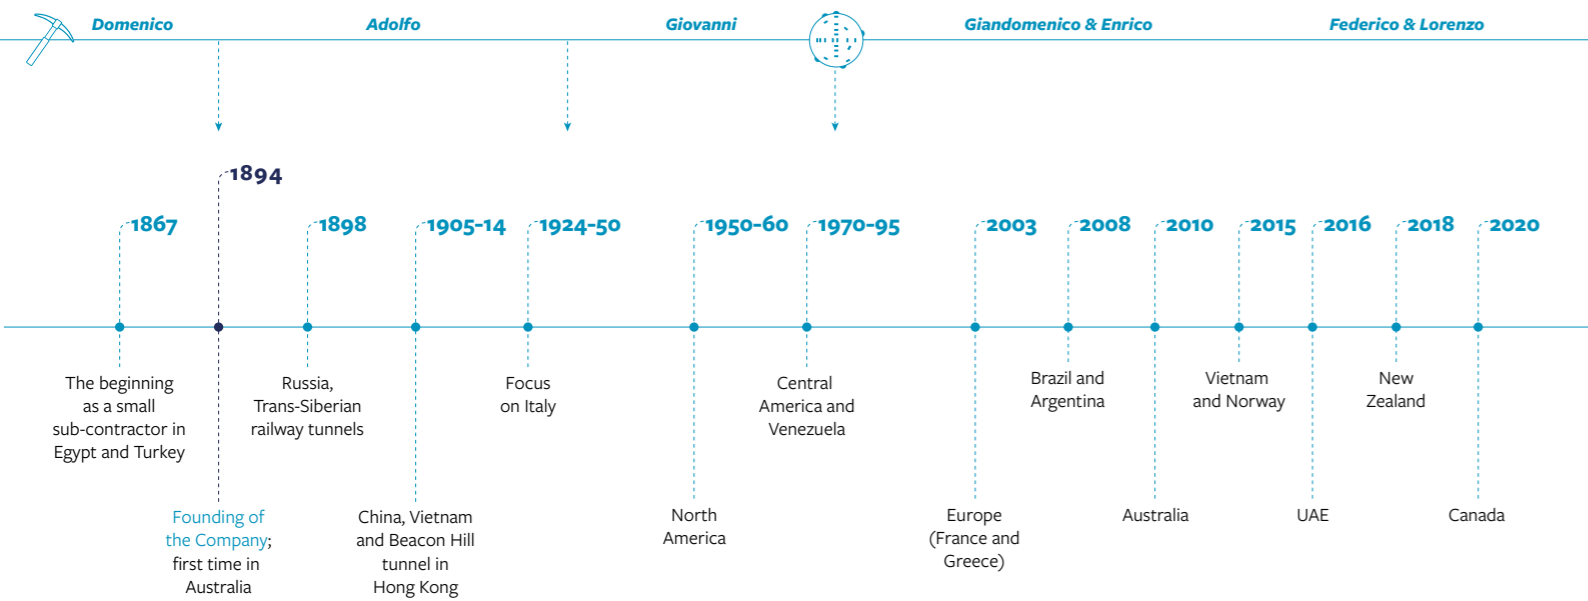 Domenico
Adolfo
Giovanni
Giandomenico & Enrico
Federico & Lorenzo
1894
1867
1898
1905-14
1924-50
1950-60
1970-95
2003
2008
2010
2015
2016
2018
2020
The beginning
as a small
sub-contractor in
Egypt and Turkey
Founding of
the Company;
first time in
Australia
Russia,
Trans-Siberian
railway tunnels
China, Vietnam
and Beacon Hill
tunnel in
Hong Kong
Focus
on Italy
North
America
Central
America and
Venezuela
Europe
(France and
Greece)
Brazil and
Argentina
Australia
Vietnam
and Norway
UAE
New
Zealand
Canada